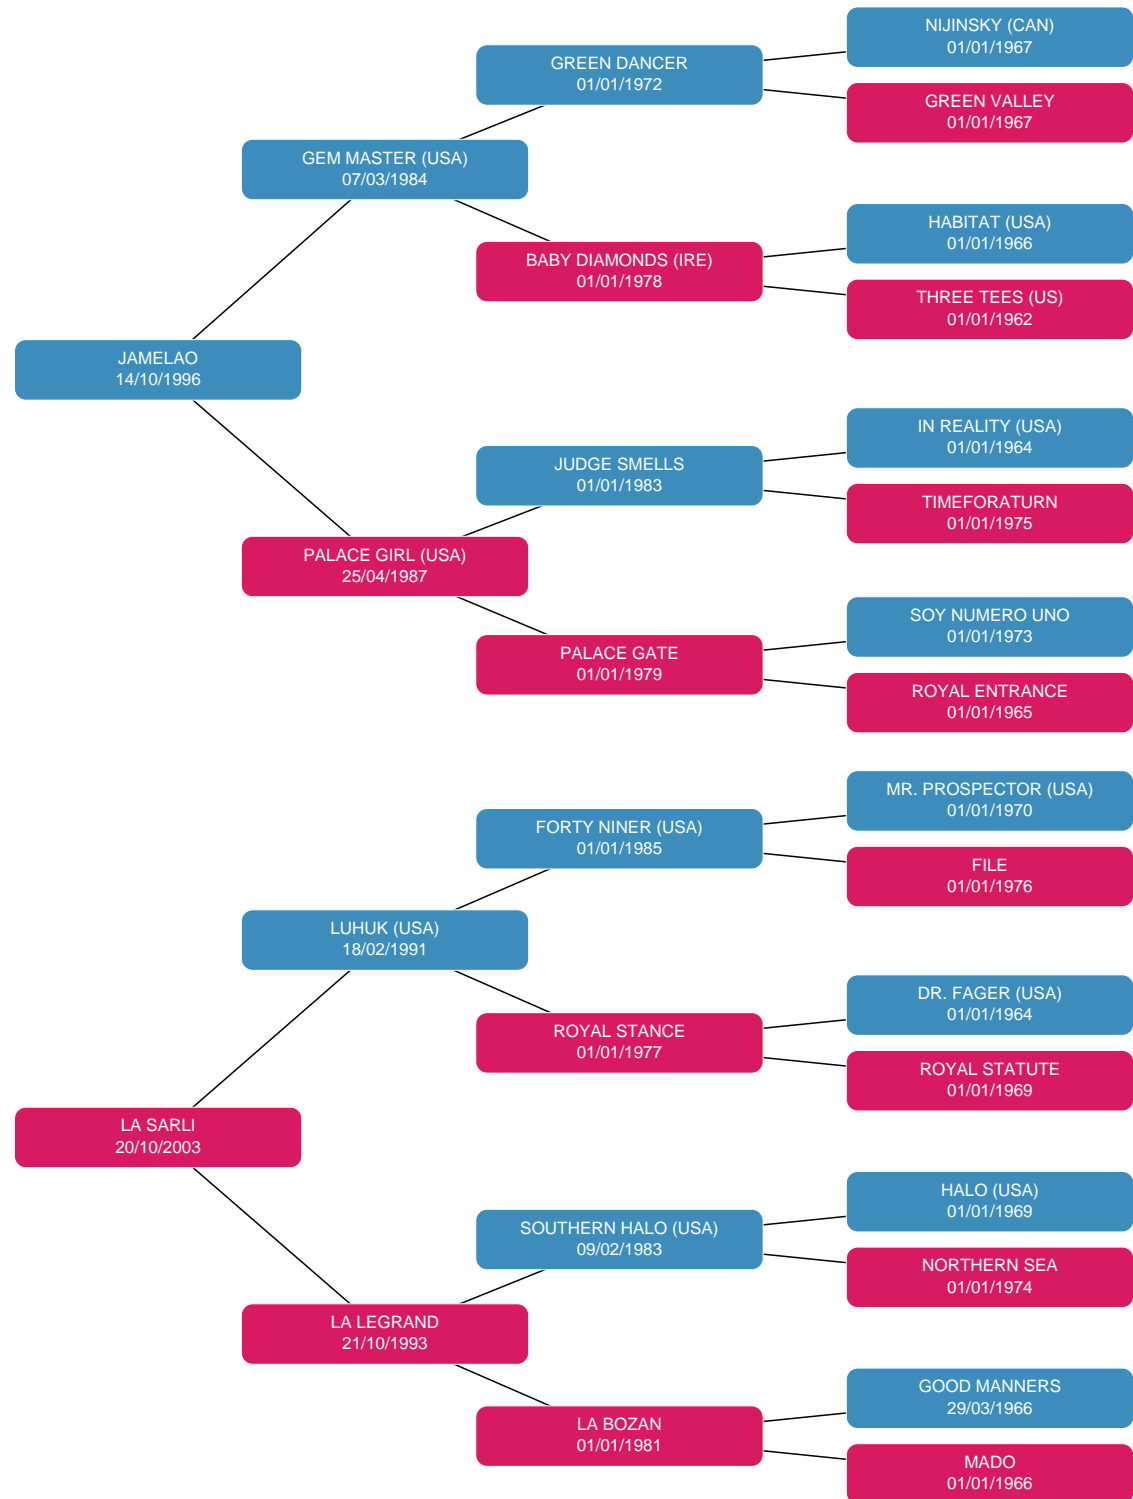 NIJINSKY (CAN)
01/01/1967
GREEN DANCER
01/01/1972
GREEN VALLEY
01/01/1967
GEM MASTER (USA)
07/03/1984
HABITAT (USA)
01/01/1966
BABY DIAMONDS (IRE)
01/01/1978
THREE TEES (US)
01/01/1962
JAMELAO
14/10/1996
IN REALITY (USA)
01/01/1964
JUDGE SMELLS
01/01/1983
TIMEFORATURN
01/01/1975
PALACE GIRL (USA)
25/04/1987
SOY NUMERO UNO
01/01/1973
PALACE GATE
01/01/1979
ROYAL ENTRANCE
01/01/1965
MR. PROSPECTOR (USA)
01/01/1970
FORTY NINER (USA)
01/01/1985
FILE
01/01/1976
LUHUK (USA)
18/02/1991
DR. FAGER (USA)
01/01/1964
ROYAL STANCE
01/01/1977
ROYAL STATUTE
01/01/1969
LA SARLI
20/10/2003
HALO (USA)
01/01/1969
SOUTHERN HALO (USA)
09/02/1983
NORTHERN SEA
01/01/1974
LA LEGRAND
21/10/1993
GOOD MANNERS
29/03/1966
LA BOZAN
01/01/1981
MADO
01/01/1966